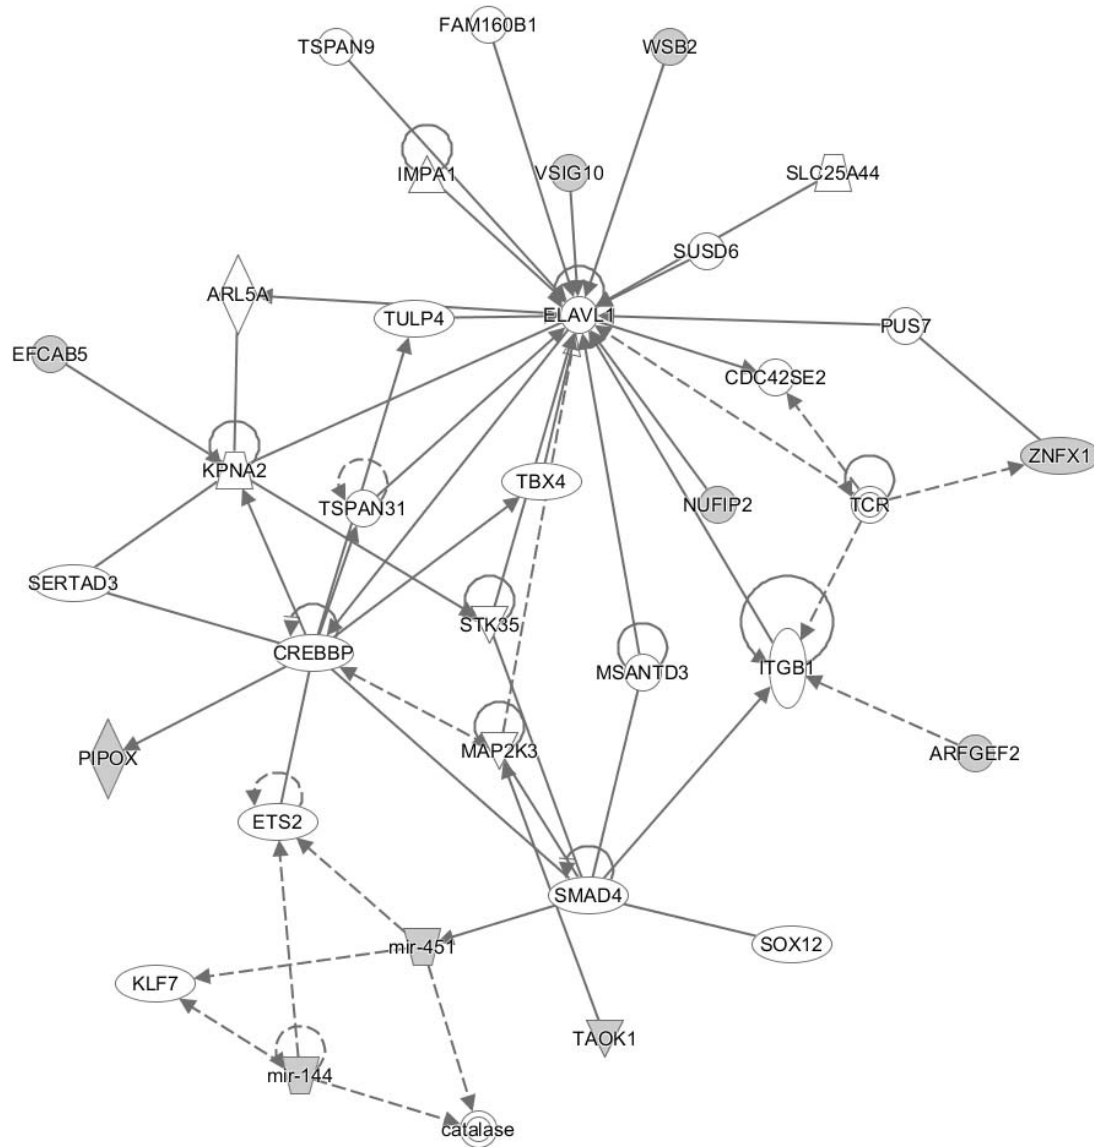 FAM160B1
TSPAN9
WSB2
IMPA1
VSIG10
SLC25A44
SUSD6
ARL5A
TULP4
ELAVL1
PUS7
EFCAB5
CDC42SE2
KPNA2
ZNFX1
TBX4
TSPAN31
NUFIP2
TCR
SERTAD3
STK35
CREBBP
MSANTD3
ITGB1
PIPOX
MAP2K3
ARFGEF2
ETS2
SMAD4
mir-451
SOX12
KLF7
TAOK1
mir-144
catalase